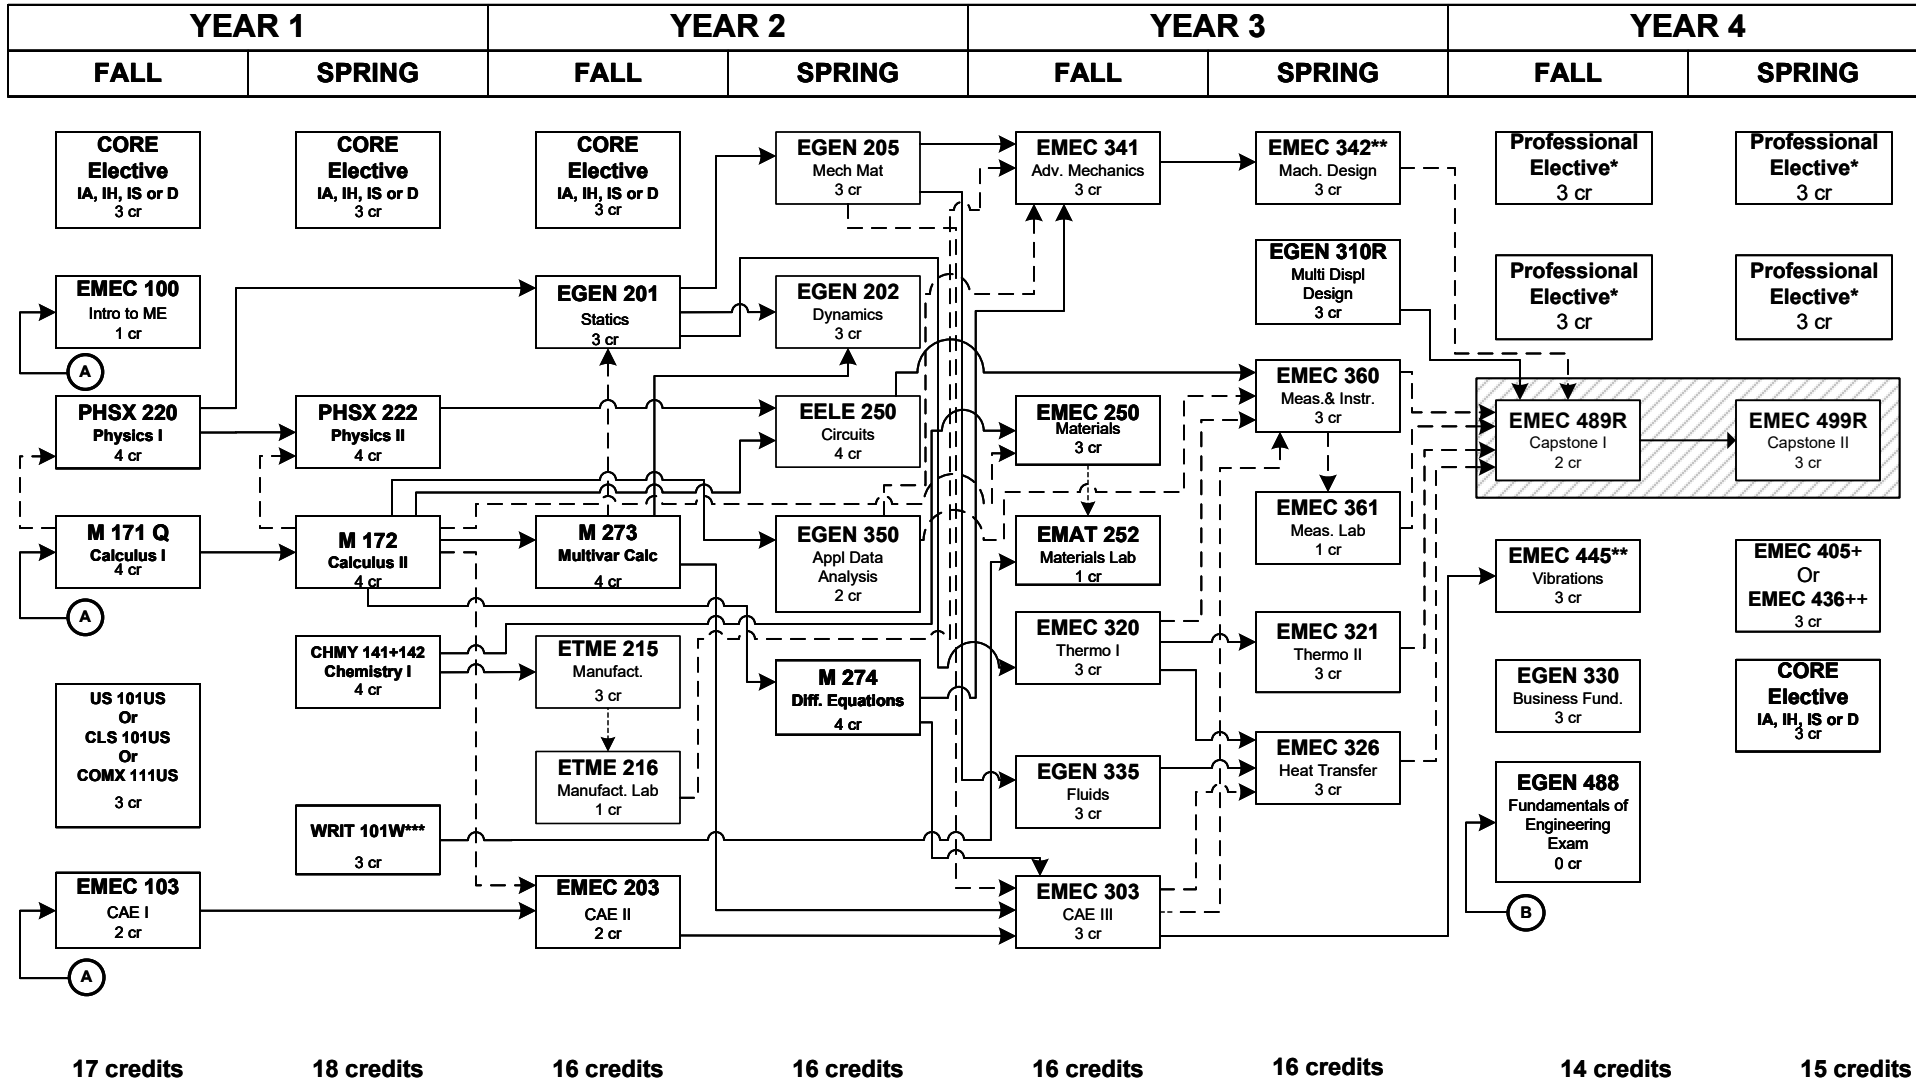 YEAR 1
YEAR 2
YEAR 3
YEAR 4
FALL
SPRING
FALL
SPRING
FALL
SPRING
FALL
SPRING
CORE
Elective
IA, IH, IS or D
3 cr
EMEC 100
Intro to ME
1 cr
A
PHSX 220
Physics I
4 cr
M 171 Q
Calculus I
4 cr
A
US 101US
Or
CLS 101US
Or
COMX 111US
3 cr
EMEC 103
CAE I
2 cr
A
17 credits
CORE
Elective
IA, IH, IS or D
3 cr
PHSX 222
Physics II
4 cr
M 172
Calculus II
4 cr
CHMY 141+142
Chemistry I
4 cr
WRIT 101W***
3 cr
18 credits
CORE
Elective
IA, IH, IS or D
3 cr
EGEN 201
Statics
3 cr
M 273
Multivar Calc
4 cr
ETME 215
Manufact.
3 cr
ETME 216
Manufact. Lab
1 cr
EMEC 203
CAE II
2 cr
16 credits
EGEN 205
Mech Mat
3 cr
EGEN 202
Dynamics
3 cr
EELE 250
Circuits
4 cr
EGEN 350
Appl Data
Analysis
2 cr
M 274
Diff. Equations
4 cr
16 credits
EMEC 341
Adv. Mechanics
3 cr
EMEC 250
Materials
3 cr
EMAT 252
Materials Lab
1 cr
EMEC 320
Thermo I
3 cr
EGEN 335
Fluids
3 cr
EMEC 303
CAE III
3 cr
16 credits
EMEC 342**
Mach. Design
3 cr
EGEN 310R
Multi Displ
Design
3 cr
EMEC 360
Meas.& Instr.
3 cr
EMEC 361
Meas. Lab
1 cr
EMEC 321
Thermo II
3 cr
EMEC 326
Heat Transfer
3 cr
16 credits
Professional
Elective*
3 cr
Professional
Elective*
3 cr
EMEC 489R
Capstone I
2 cr
EMEC 445**
Vibrations
3 cr
EGEN 330
Business Fund.
3 cr
EGEN 488
Fundamentals of
Engineering
Exam
0 cr
B
14 credits
Professional
Elective*
3 cr
Professional
Elective*
3 cr
EMEC 499R
Capstone II
3 cr
EMEC 405+
Or
EMEC 436++
3 cr
CORE
Elective
IA, IH, IS or D
3 cr
15 credits